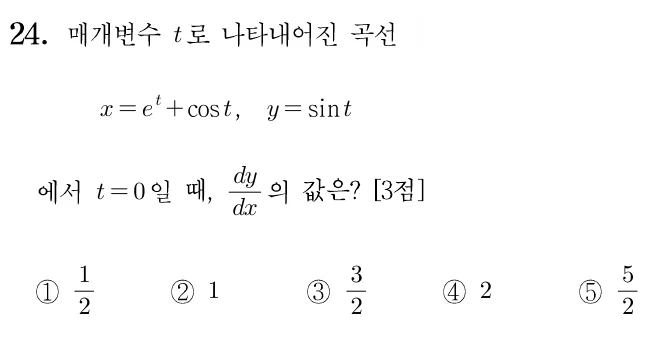 24. 매개변수 t로 나타내어진 곡선
x=e^t+cost, y=sint
에서 t=0일 때, dy/dx의 값은? [3점]
① 1/2 ② 1 ③ 3/2 ④ 2 ⑤ 5/2